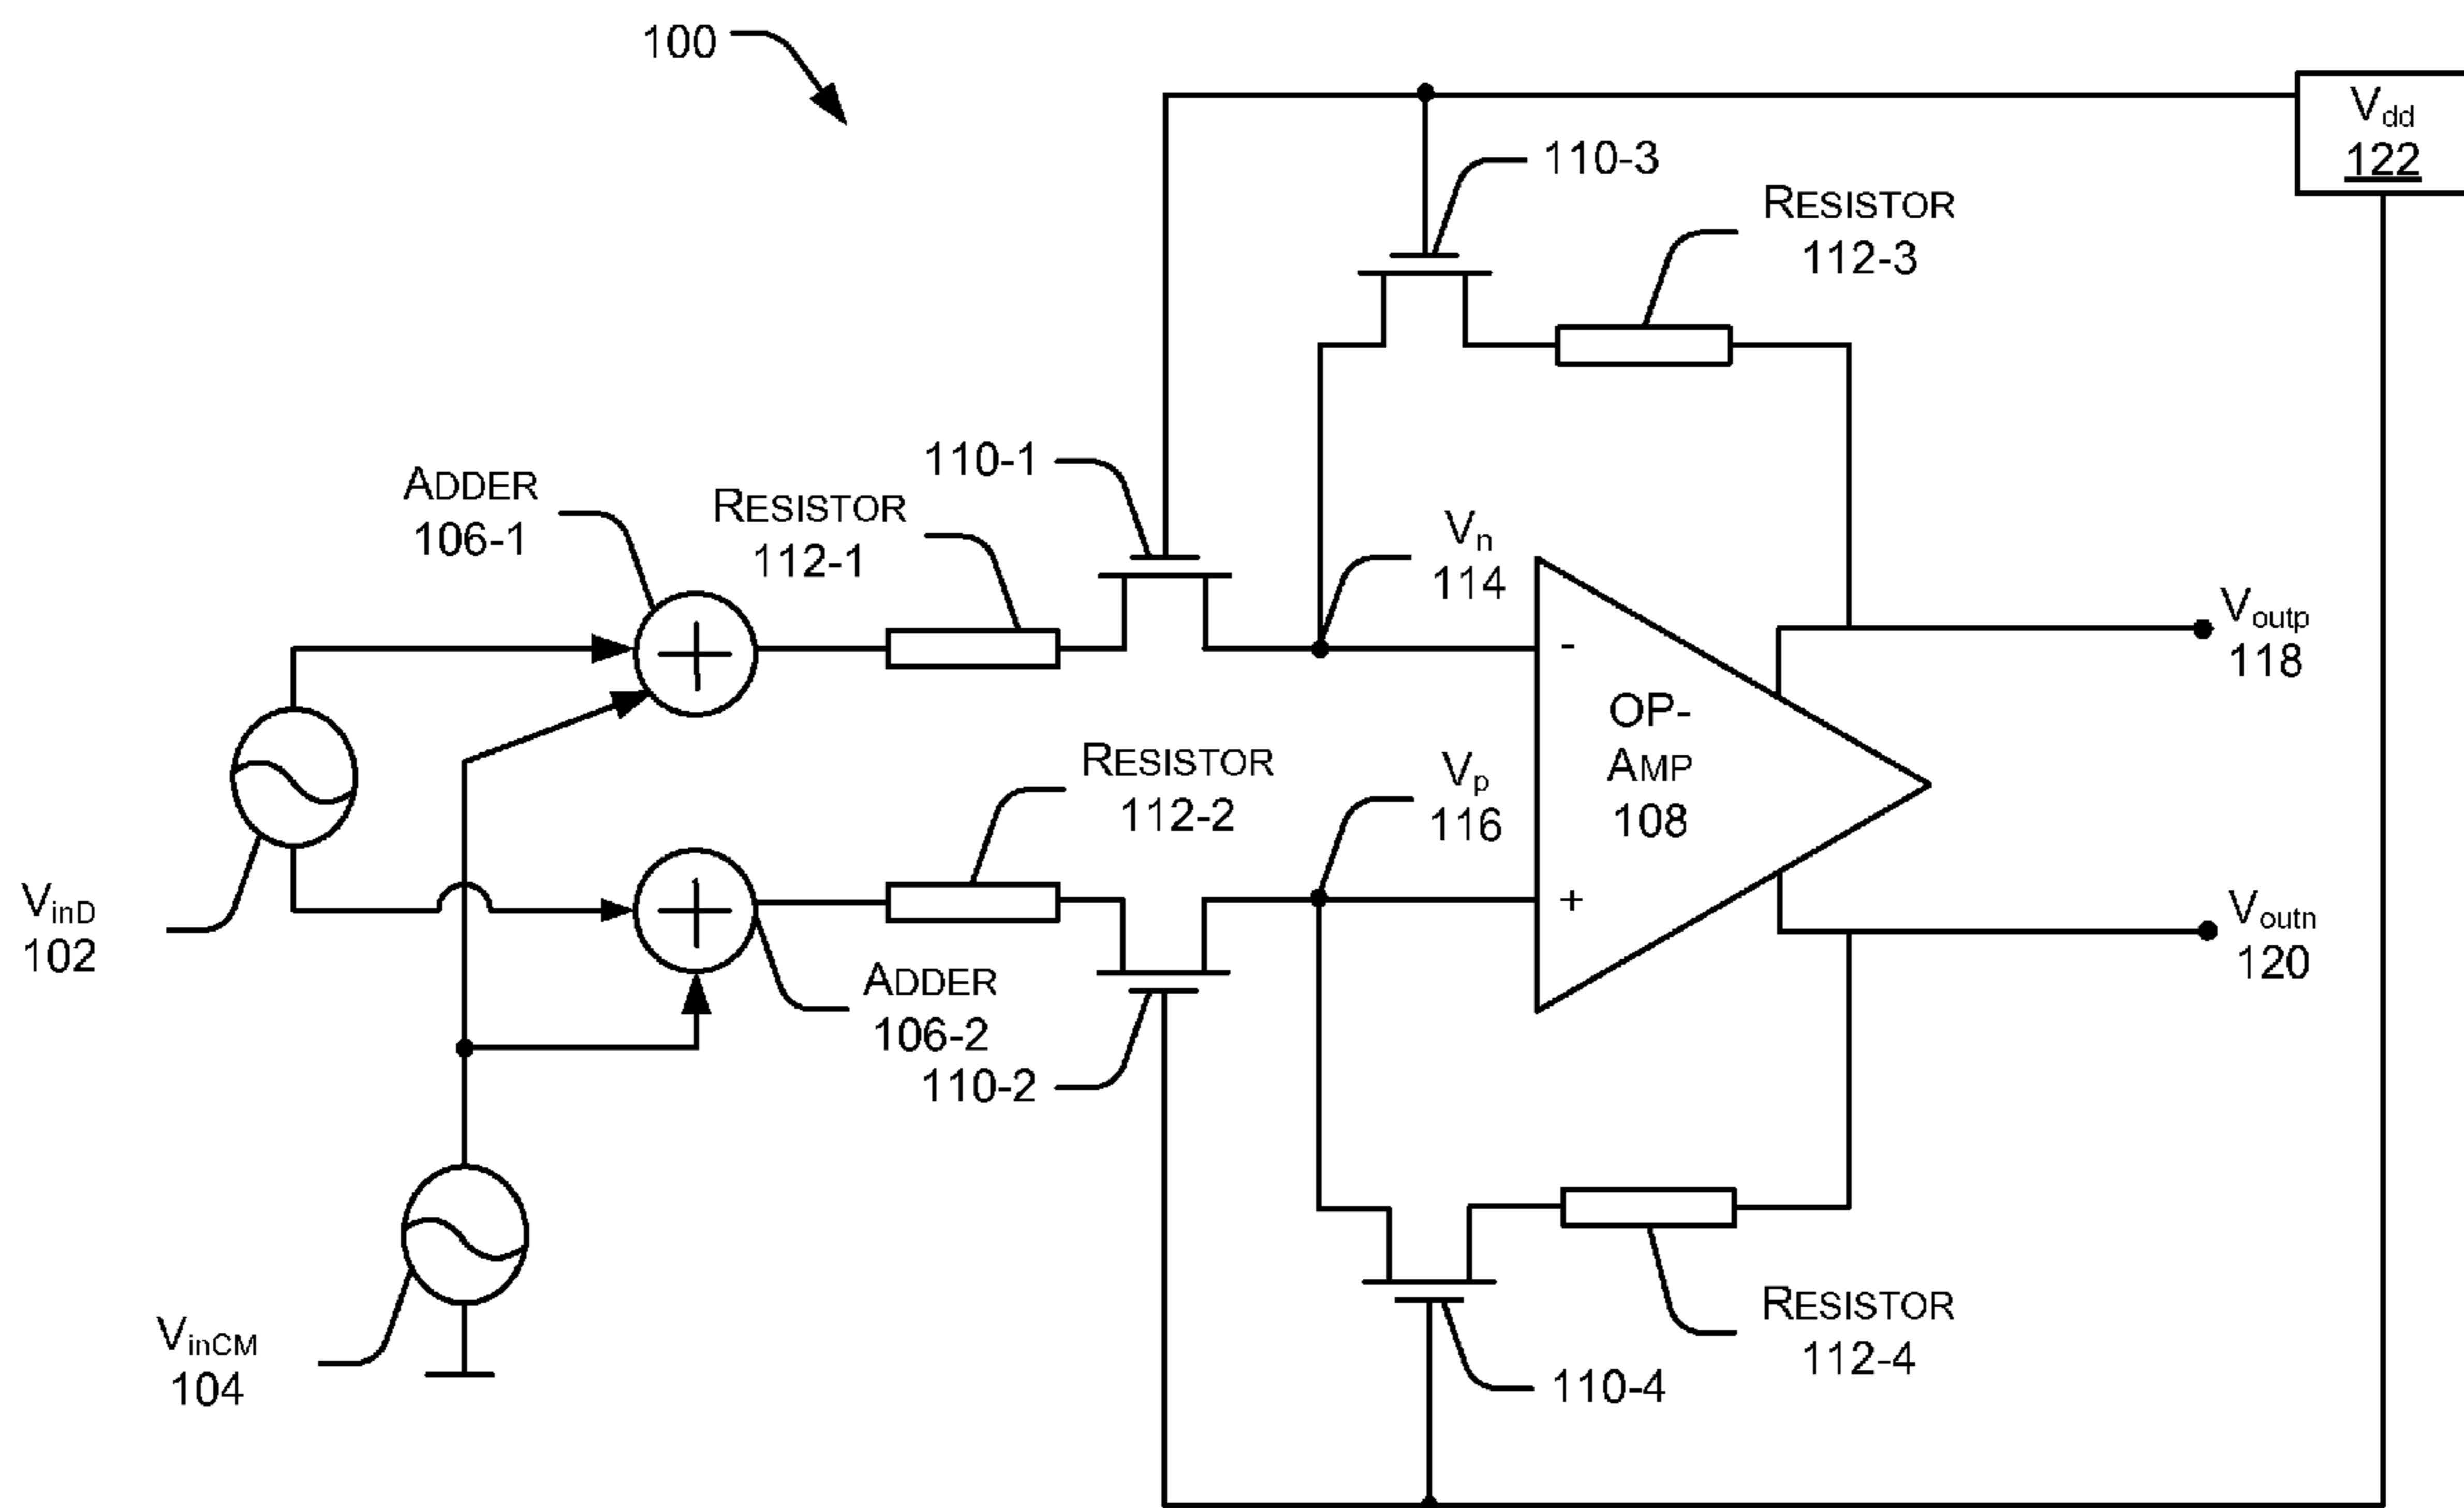 100
Vdd
122
110-3
RESISTOR
112-3
110-1
ADDER
106-1
RESISTOR
112-1
Vn
114
Voutp
118
-
OP-
AMP
108
RESISTOR
112-2
Vp
116
+
VinD
102
Voutn
120
ADDER
106-2
110-2
RESISTOR
112-4
VinCM
104
110-4